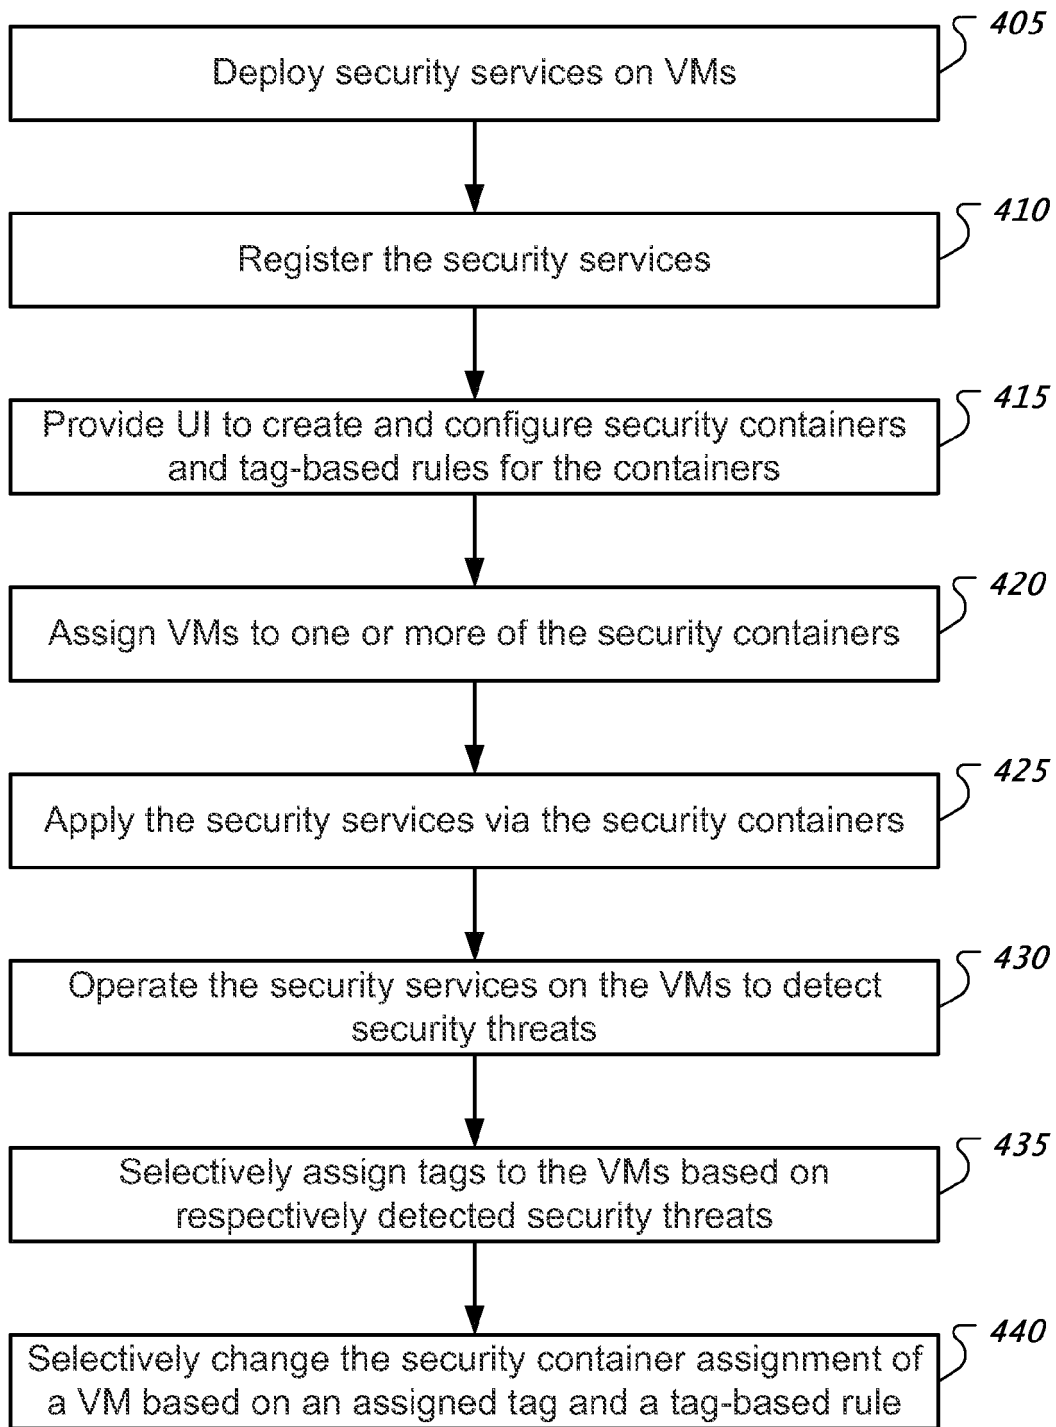 405
Deploy security services on VMs
410
Register the security services
415
Provide UI to create and configure security containers
and tag-based rules for the containers
420
Assign VMs to one or more of the security containers
425
Apply the security services via the security containers
430
Operate the security services on the VMs to detect
security threats
435
Selectively assign tags to the VMs based on
respectively detected security threats
440
Selectively change the security container assignment of
a VM based on an assigned tag and a tag-based rule